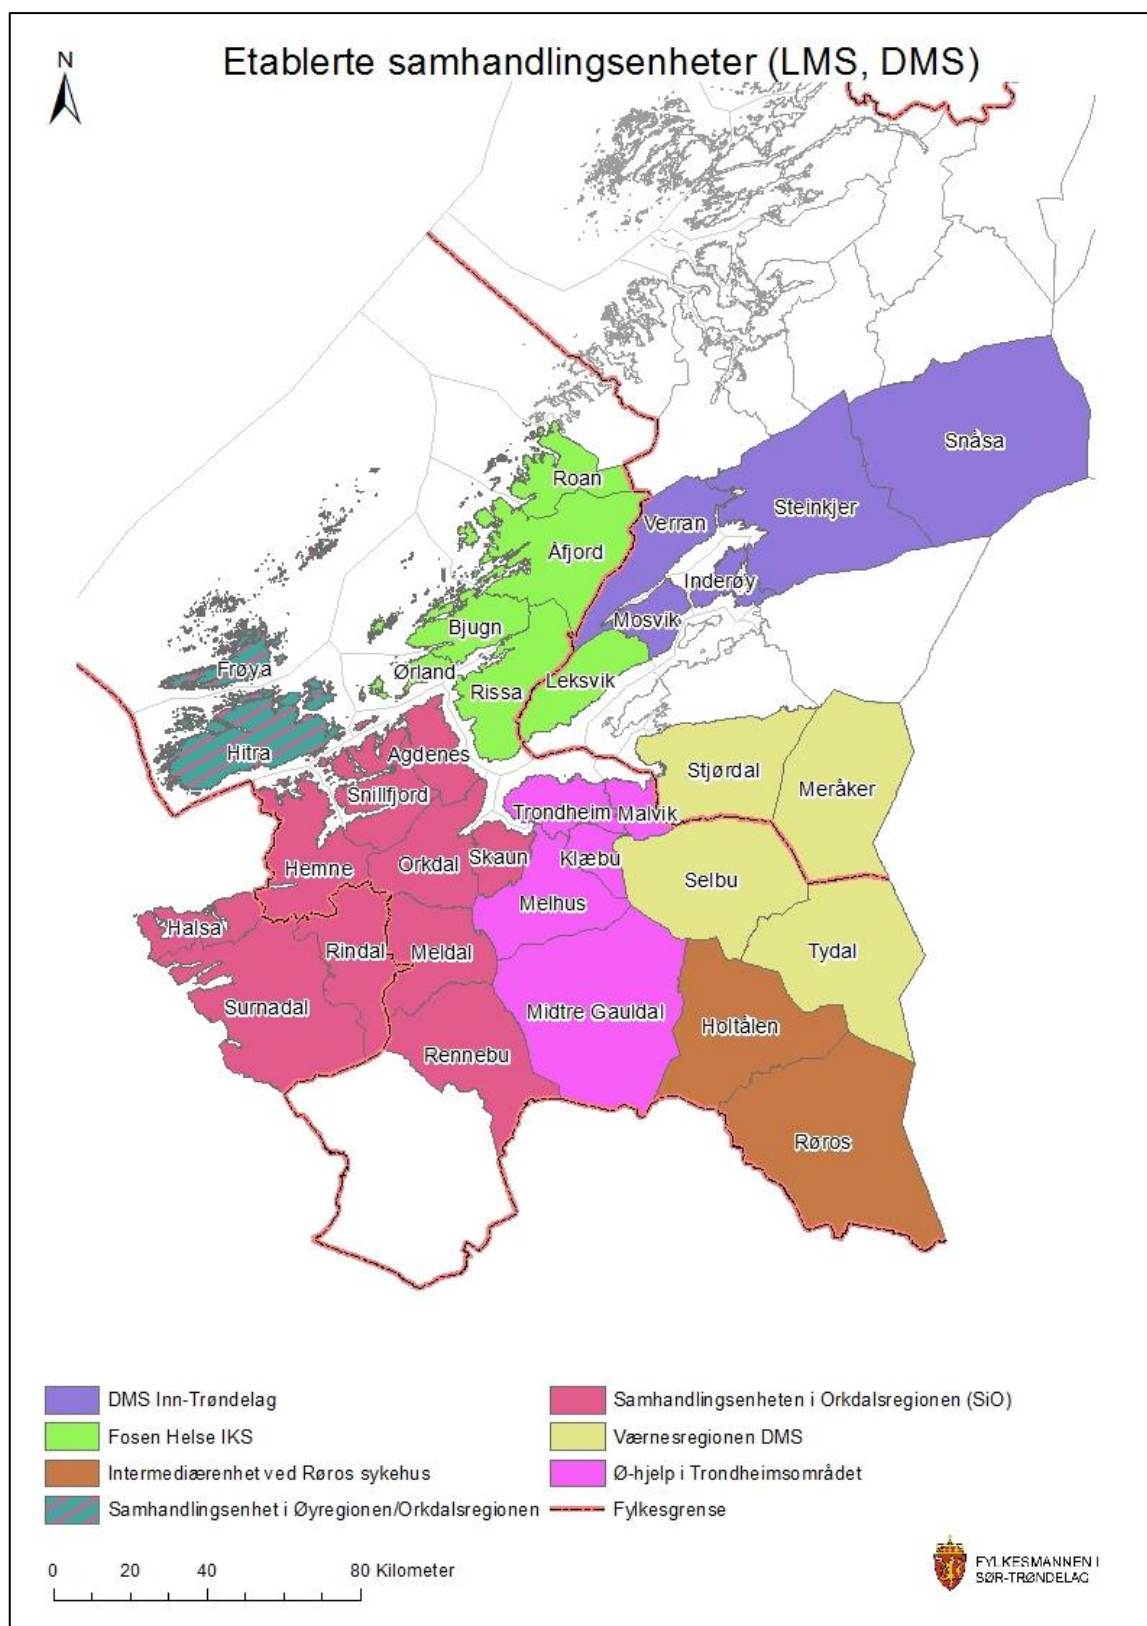 Etablerte samhandlingsenheter (LMS, DMS)
N
Snåsa
Roan
Steinkjer
Verran
Åfjord
Inderøy
Mosvik
Bjugn
Frøya
Ørland
Rissa
Leksvik
Hitra
Agdenes
Stjørdal
Meråker
Snillfjord
Trondheim
Malvik
Hemne
Orkdal
Skaun
Klæbu
Selbu
Melhus
Halsa
Rindal
Meldal
Tydal
Surnadal
Midtre Gauldal
Holtålen
Rennebu
Røros
DMS Inn-Trøndelag
Fosen Helse IKS
Intermediærenhet ved Røros sykehus
Samhandlingsenhet i Øyregionen/Orkdalsregionen
Samhandlingsenheten i Orkdalsregionen (SiO)
Værnesregionen DMS
Ø-hjelp i Trondheimsområdet
Fylkesgrense
0 20 40 80 Kilometer
FYLKESMANNEN I
SØR-TRØNDELAG